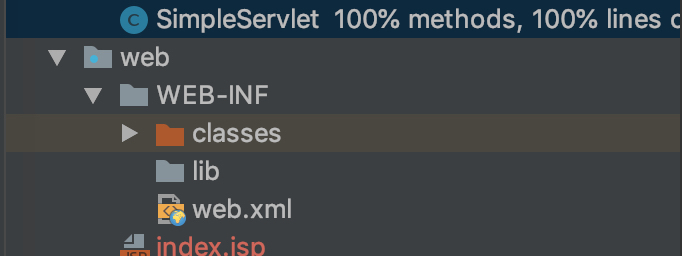 C SimpleServlet 100% methods, 100% lines c
web
WEB-INF
classes
lib
web.xml
index.jsp